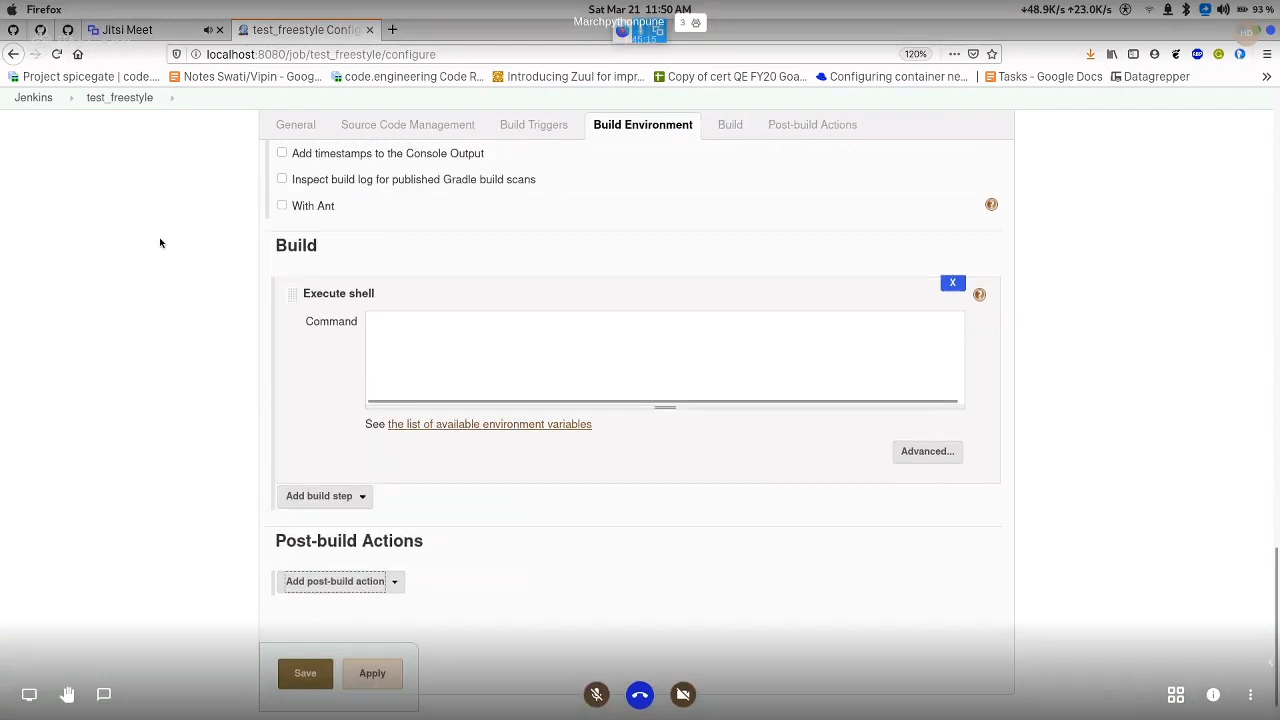 Firefox
Sat Mar 21 11:50 AM
↓48.9K/s ↑23.0K/s
93 %
Marchpythonpune
3
45:15
Jitsi Meet
test_freestyle Config
HD
localhost:8080/job/test_freestyle/configure
120%
Project spicegate | code....
Notes Swati/Vipin - Goog...
code.engineering Code R...
Introducing Zuul for impr...
Copy of cert QE FY20 Goa...
Configuring container ne...
Tasks - Google Docs
Datagrepper
Jenkins
test_freestyle
General
Source Code Management
Build Triggers
Build Environment
Build
Post-build Actions
Add timestamps to the Console Output
Inspect build log for published Gradle build scans
With Ant
Build
X
Execute shell
Command
See the list of available environment variables
Advanced...
Add build step
Post-build Actions
Add post-build action
Save
Apply